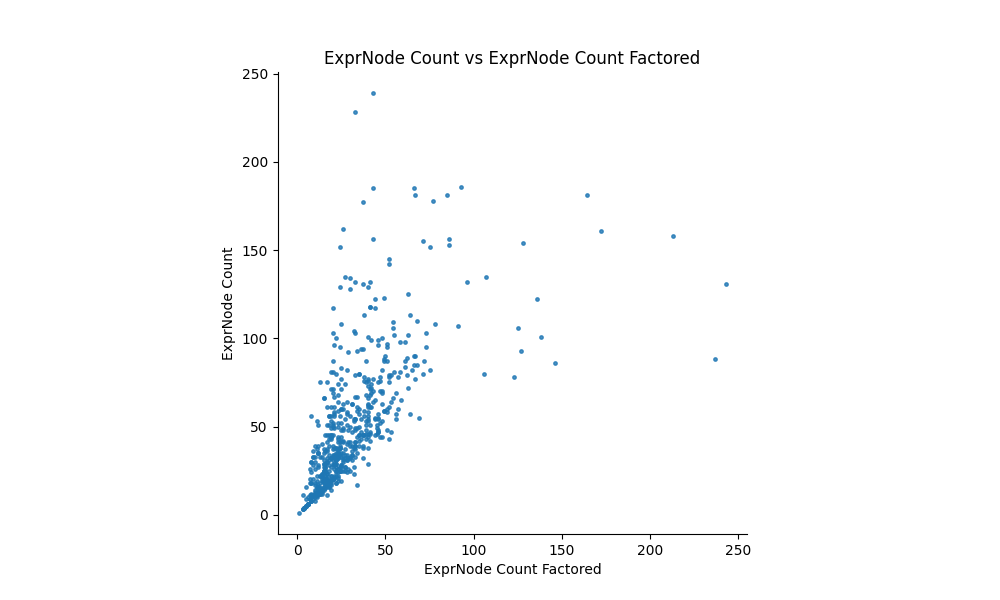 ExprNode Count vs ExprNode Count Factored
250
200
150
100
50
0
ExprNode Count
0 50 100 150 200 250
ExprNode Count Factored